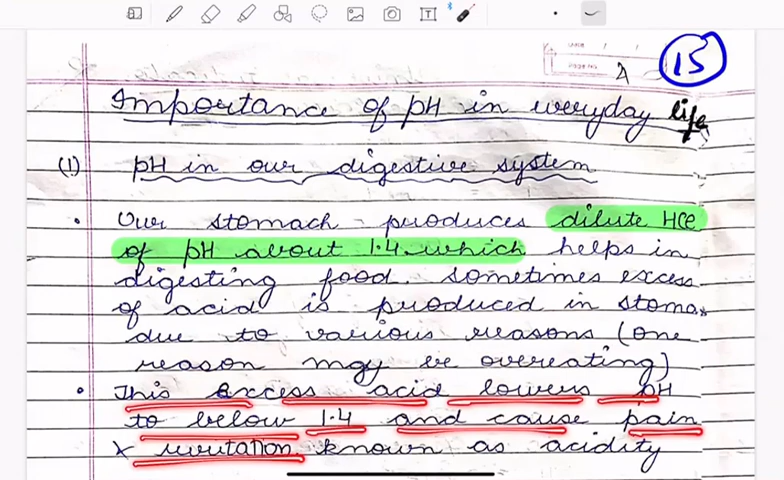 15
Importance of pH in everyday life
(1) pH in our digestive system
• Our stomach produces dilute HCl
of pH about 1.4. which helps in
digesting food. Sometimes excess
of acid is produced in stoma
due to various reasons (one
reason may be overeating)
• This excess acid lowers pH
to below 1.4 and cause pain
& irritation known as acidity